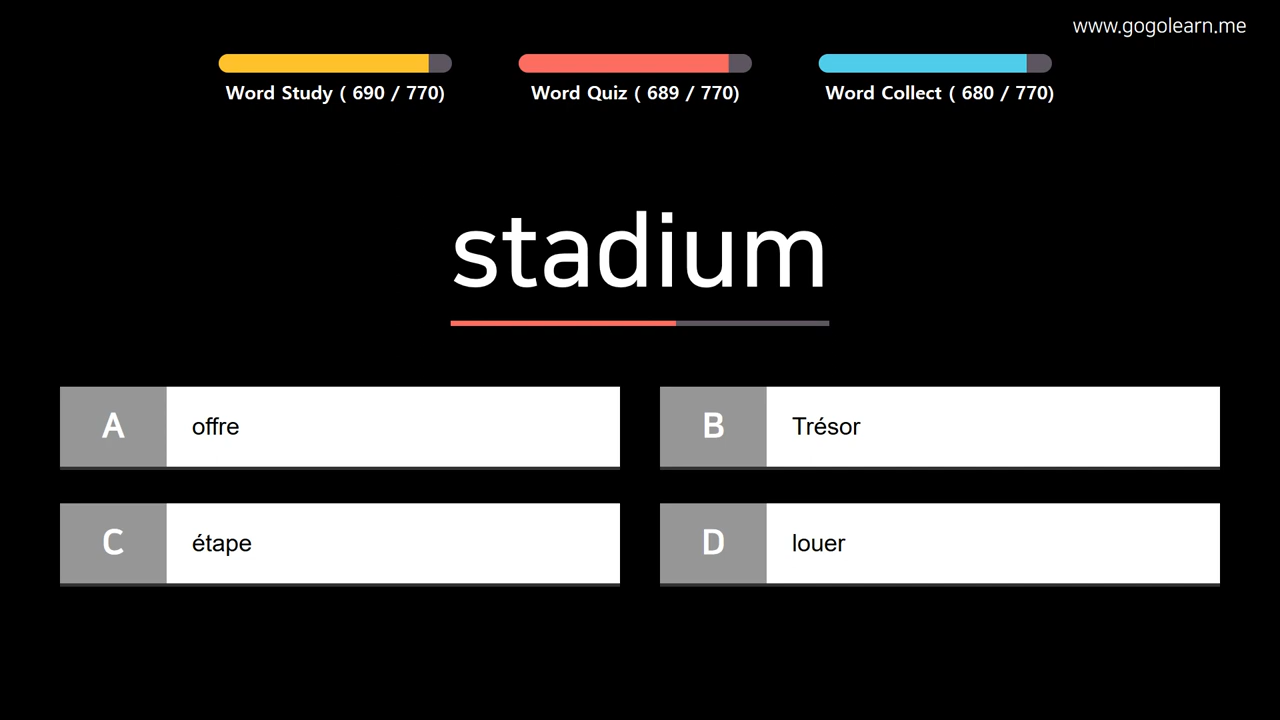 www.gogolearn.me
Word Study ( 690 / 770)
Word Quiz ( 689 / 770)
Word Collect ( 680 / 770)
stadium
A offre
B Trésor
C étape
D louer